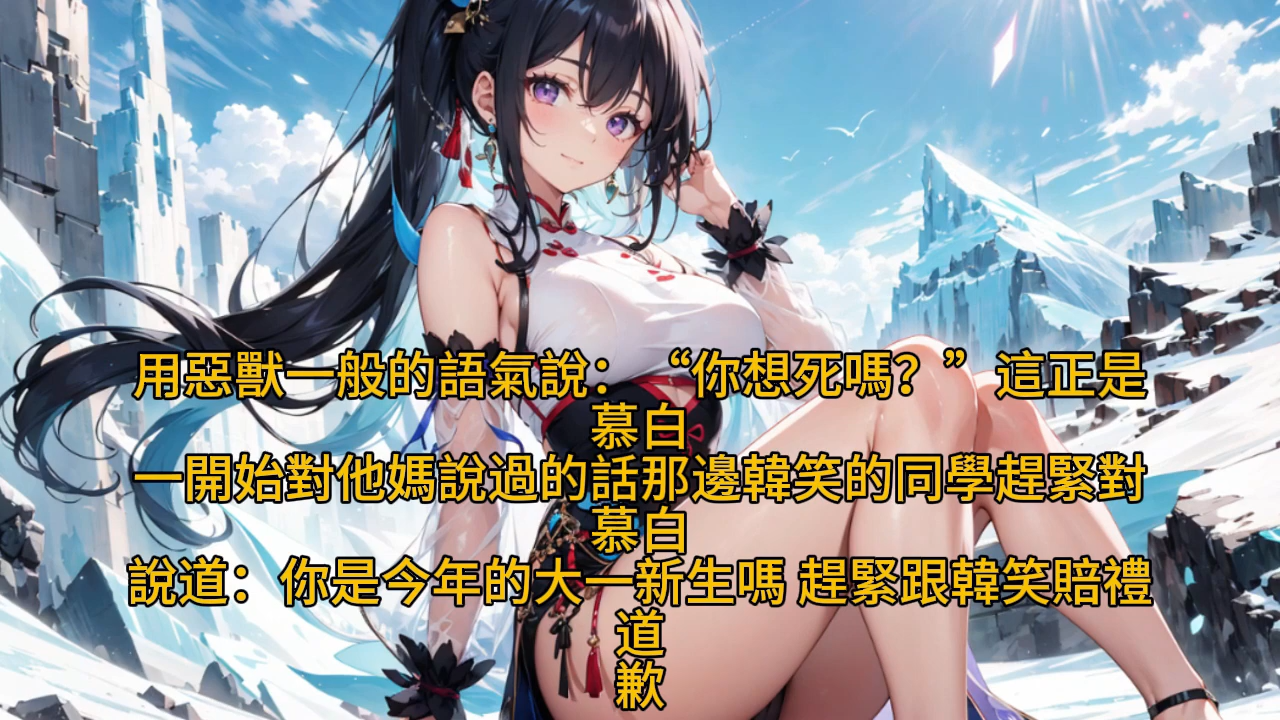 用惡獸一般的語氣說：“你想死嗎？”這正是
慕白
一開始對他媽說過的話那邊韓笑的同學趕緊對
慕白
說道：你是今年的大一新生嗎 趕緊跟韓笑賠禮
道
歉